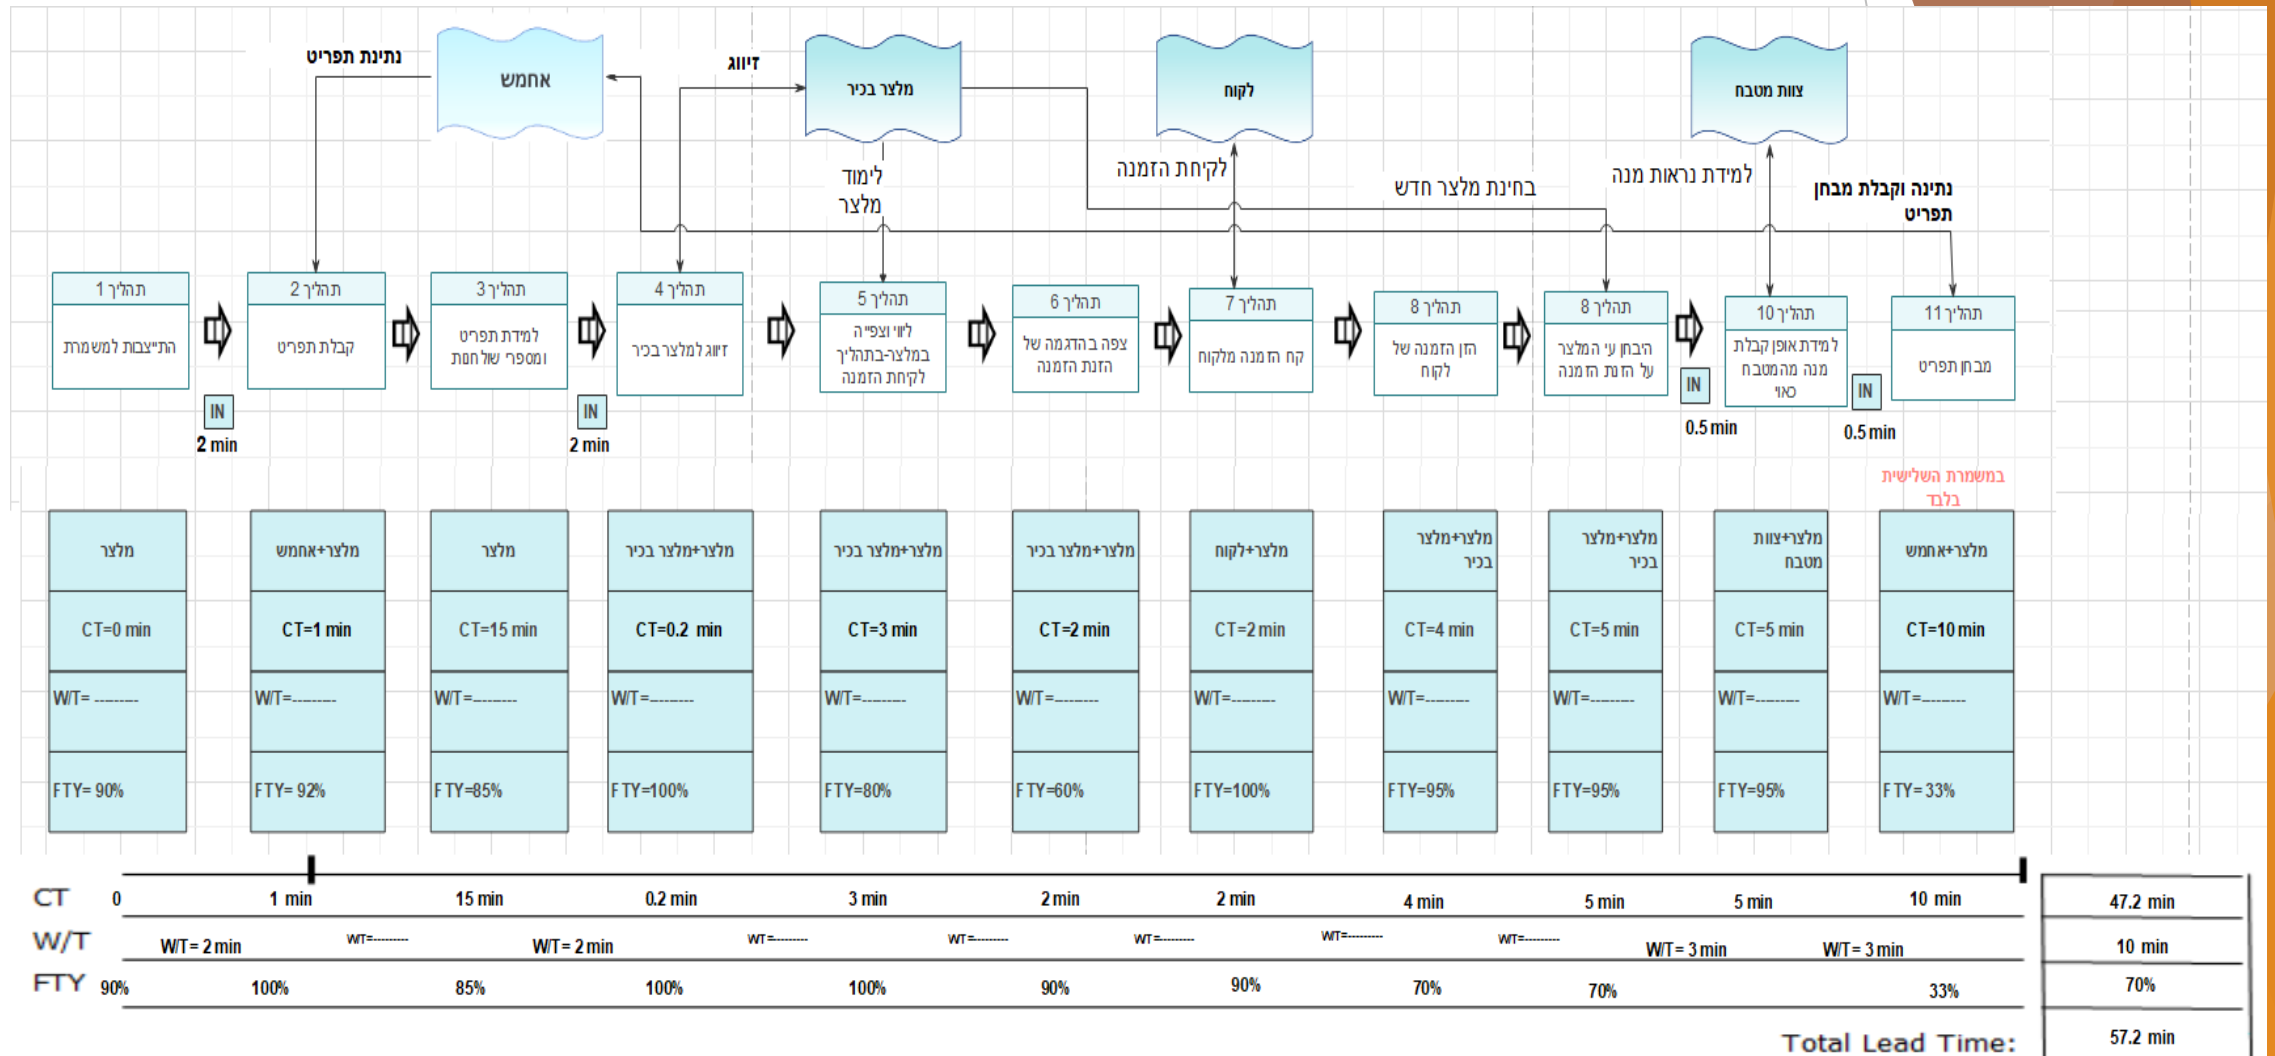 אחמש
מלצר בכיר
לקוח
צוות מטבח
נתינת תפריט
זיווג
לימוד
מלצר
לקיחת הזמנה
בחינת מלצר חדש
למידת נראות מנה
נתינה וקבלת מבחן
תפריט
תהליך 1
התייצבות למשמרת
תהליך 2
קבלת תפריט
תהליך 3
למידת תפריט
ומספרי שולחנות
תהליך 4
זיווג למלצר בכיר
תהליך 5
ליווי וצפייה
במלצר-בתהליך
לקיחת הזמנה
תהליך 6
צפה בהדגמה של
הזנת הזמנה
תהליך 7
קח הזמנה מלקוח
תהליך 8
הזן הזמנה של
לקוח
תהליך 8
היבחן עי המלצר
על הזנת הזמנה
תהליך 10
למידת אופן קבלת
מנה מהמטבח
כאוי
תהליך 11
מבחן תפריט
IN
2 min
IN
2 min
IN
0.5 min
IN
0.5 min
במשמרת השלישית
בלבד
מלצר
CT=0 min
W/T= ---------
FTY= 90%
מלצר+אחמש
CT=1 min
W/T=---------
FTY= 92%
מלצר
CT=15 min
W/T=---------
FTY=85%
מלצר+מלצר בכיר
CT=0.2 min
W/T=---------
FTY=100%
מלצר+מלצר בכיר
CT=3 min
W/T=---------
FTY=80%
מלצר+מלצר בכיר
CT=2 min
W/T=---------
FTY=60%
מלצר+לקוח
CT=2 min
W/T=---------
FTY=100%
מלצר+מלצר
בכיר
CT=4 min
W/T=---------
FTY=95%
מלצר+מלצר
בכיר
CT=5 min
W/T=---------
FTY=95%
מלצר+צוות
מטבח
CT=5 min
W/T=---------
FTY=95%
מלצר+אחמש
CT=10 min
W/T=---------
FTY= 33%
CT 0 1 min 15 min 0.2 min 3 min 2 min 2 min 4 min 5 min 5 min 10 min 47.2 min
W/T W/T= 2 min W/T=--------- W/T= 2 min W/T=--------- W/T=--------- W/T=--------- W/T=--------- W/T=--------- W/T= 3 min W/T= 3 min 10 min
FTY 90% 100% 85% 100% 100% 90% 90% 70% 70% 33% 70%
Total Lead Time: 57.2 min